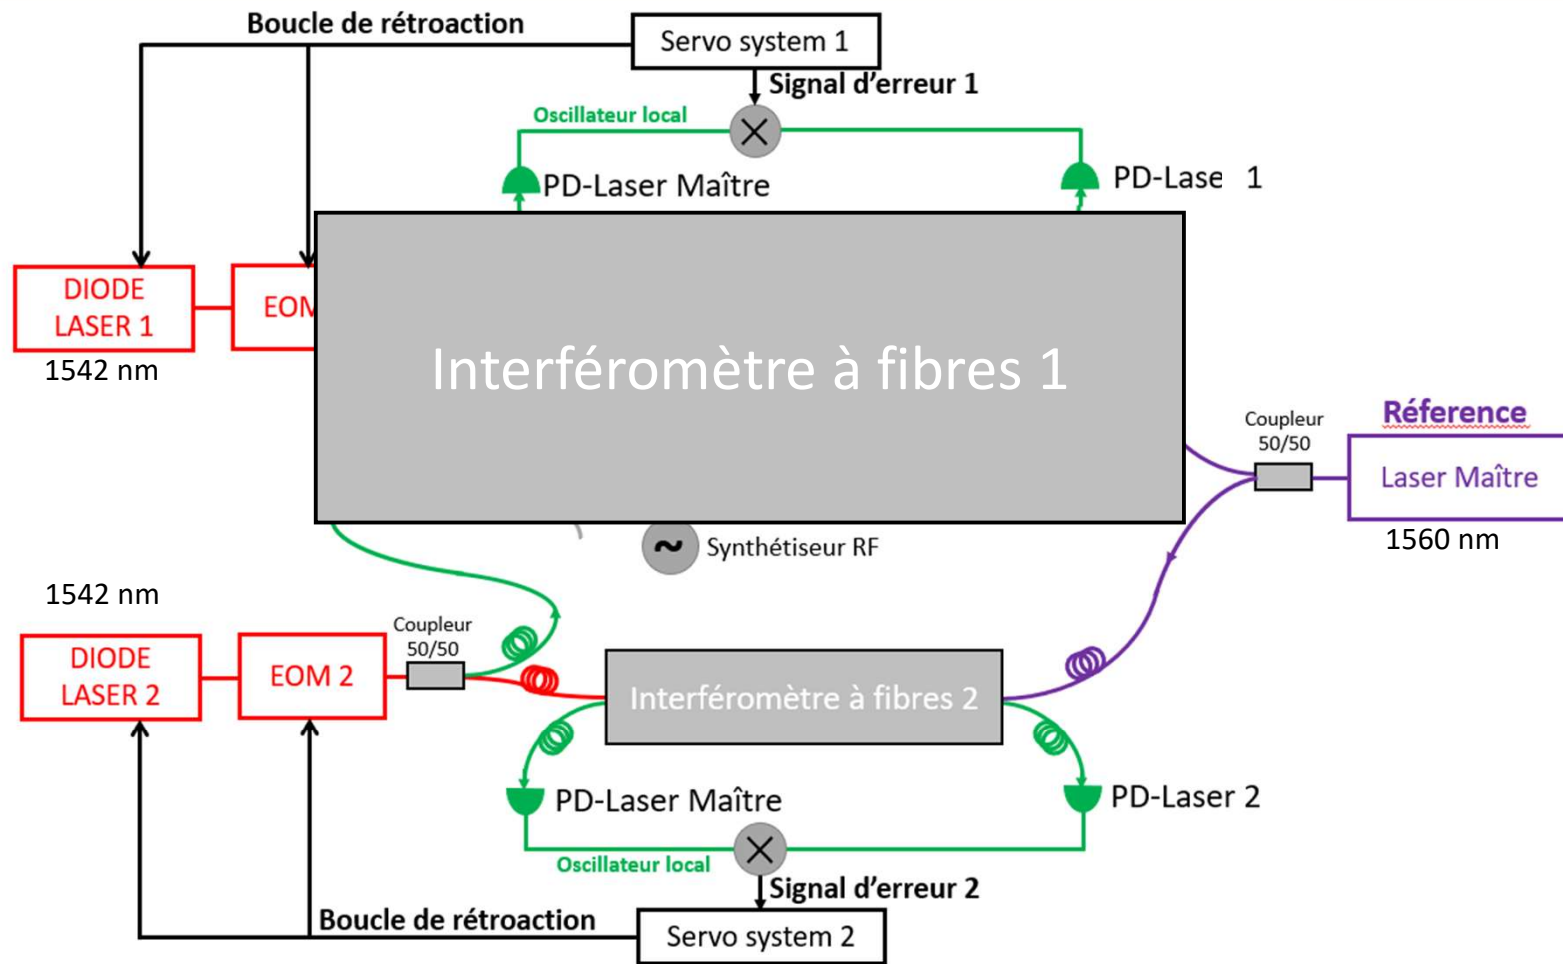 Boucle de rétroaction
Servo system 1
Signal d'erreur 1
Oscillateur local
PD-Laser Maître
PD-Lase 1
DIODE
LASER 1
1542 nm
EOM
Interféromètre à fibres 1
Coupleur
50/50
Réference
Laser Maître
1560 nm
~ Synthétiseur RF
1542 nm
DIODE
LASER 2
EOM 2
Coupleur
50/50
Interféromètre à fibres 2
PD-Laser Maître
PD-Laser 2
Oscillateur local
Signal d'erreur 2
Boucle de rétroaction
Servo system 2